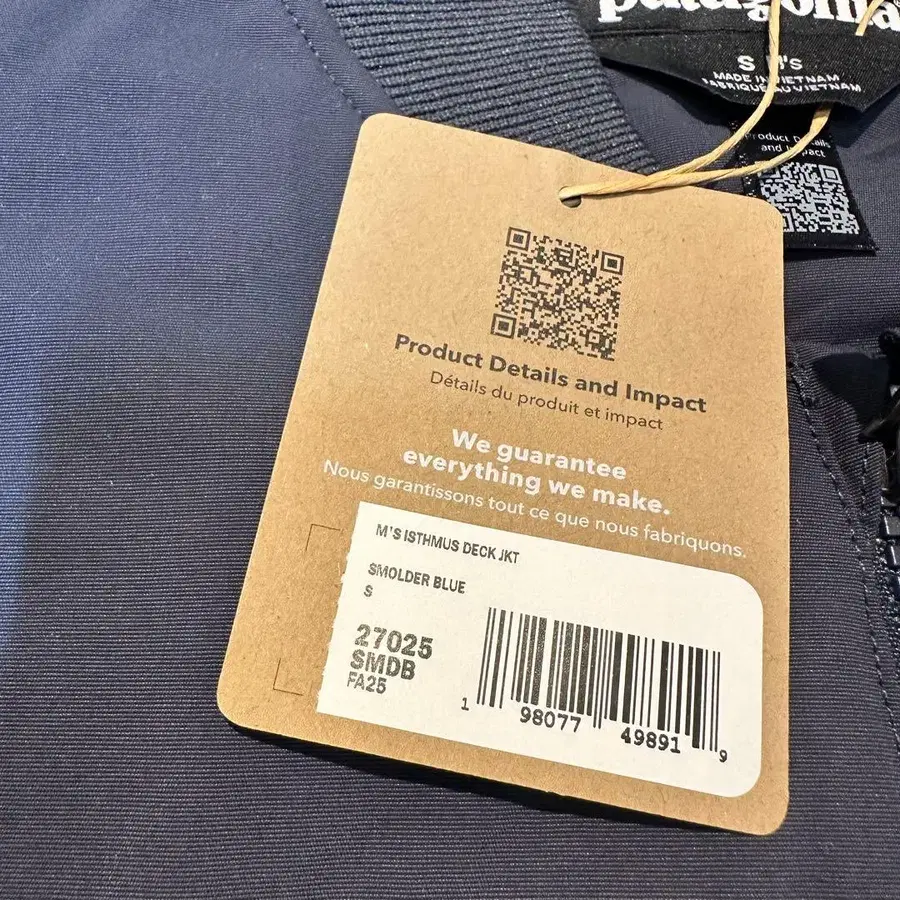 patagonia
S M'S
MADE IN VIETNAM
FABRIQUÉ AU VIETNAM
Product Details
and Impact
Product Details and Impact
Détails du produit et impact
We guarantee
everything we make.
Nous garantissons tout ce que nous fabriquons.
M'S ISTHMUS DECK JKT
SMOLDER BLUE
S
27025
SMDB
FA25
1 98077 49891 9